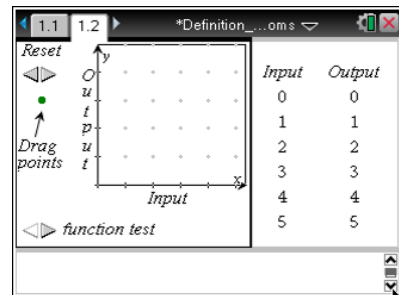 1.1 1.2 *Definition_...oms
Reset
y
Output
Drag
points
x
Input
function test
Input Output
0 0
1 1
2 2
3 3
4 4
5 5